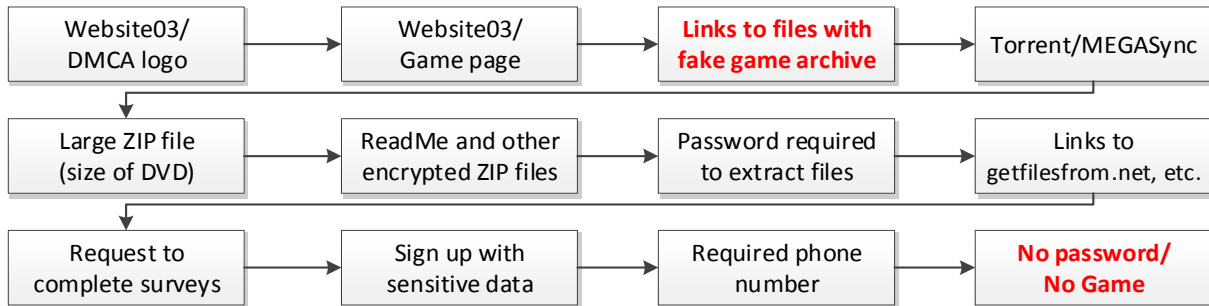 Website03/
DMCA logo
Website03/
Game page
Links to files with
fake game archive
Torrent/MEGASync
Large ZIP file
(size of DVD)
ReadMe and other
encrypted ZIP files
Password required
to extract files
Links to
getfilesfrom.net, etc.
Request to
complete surveys
Sign up with
sensitive data
Required phone
number
No password/
No Game